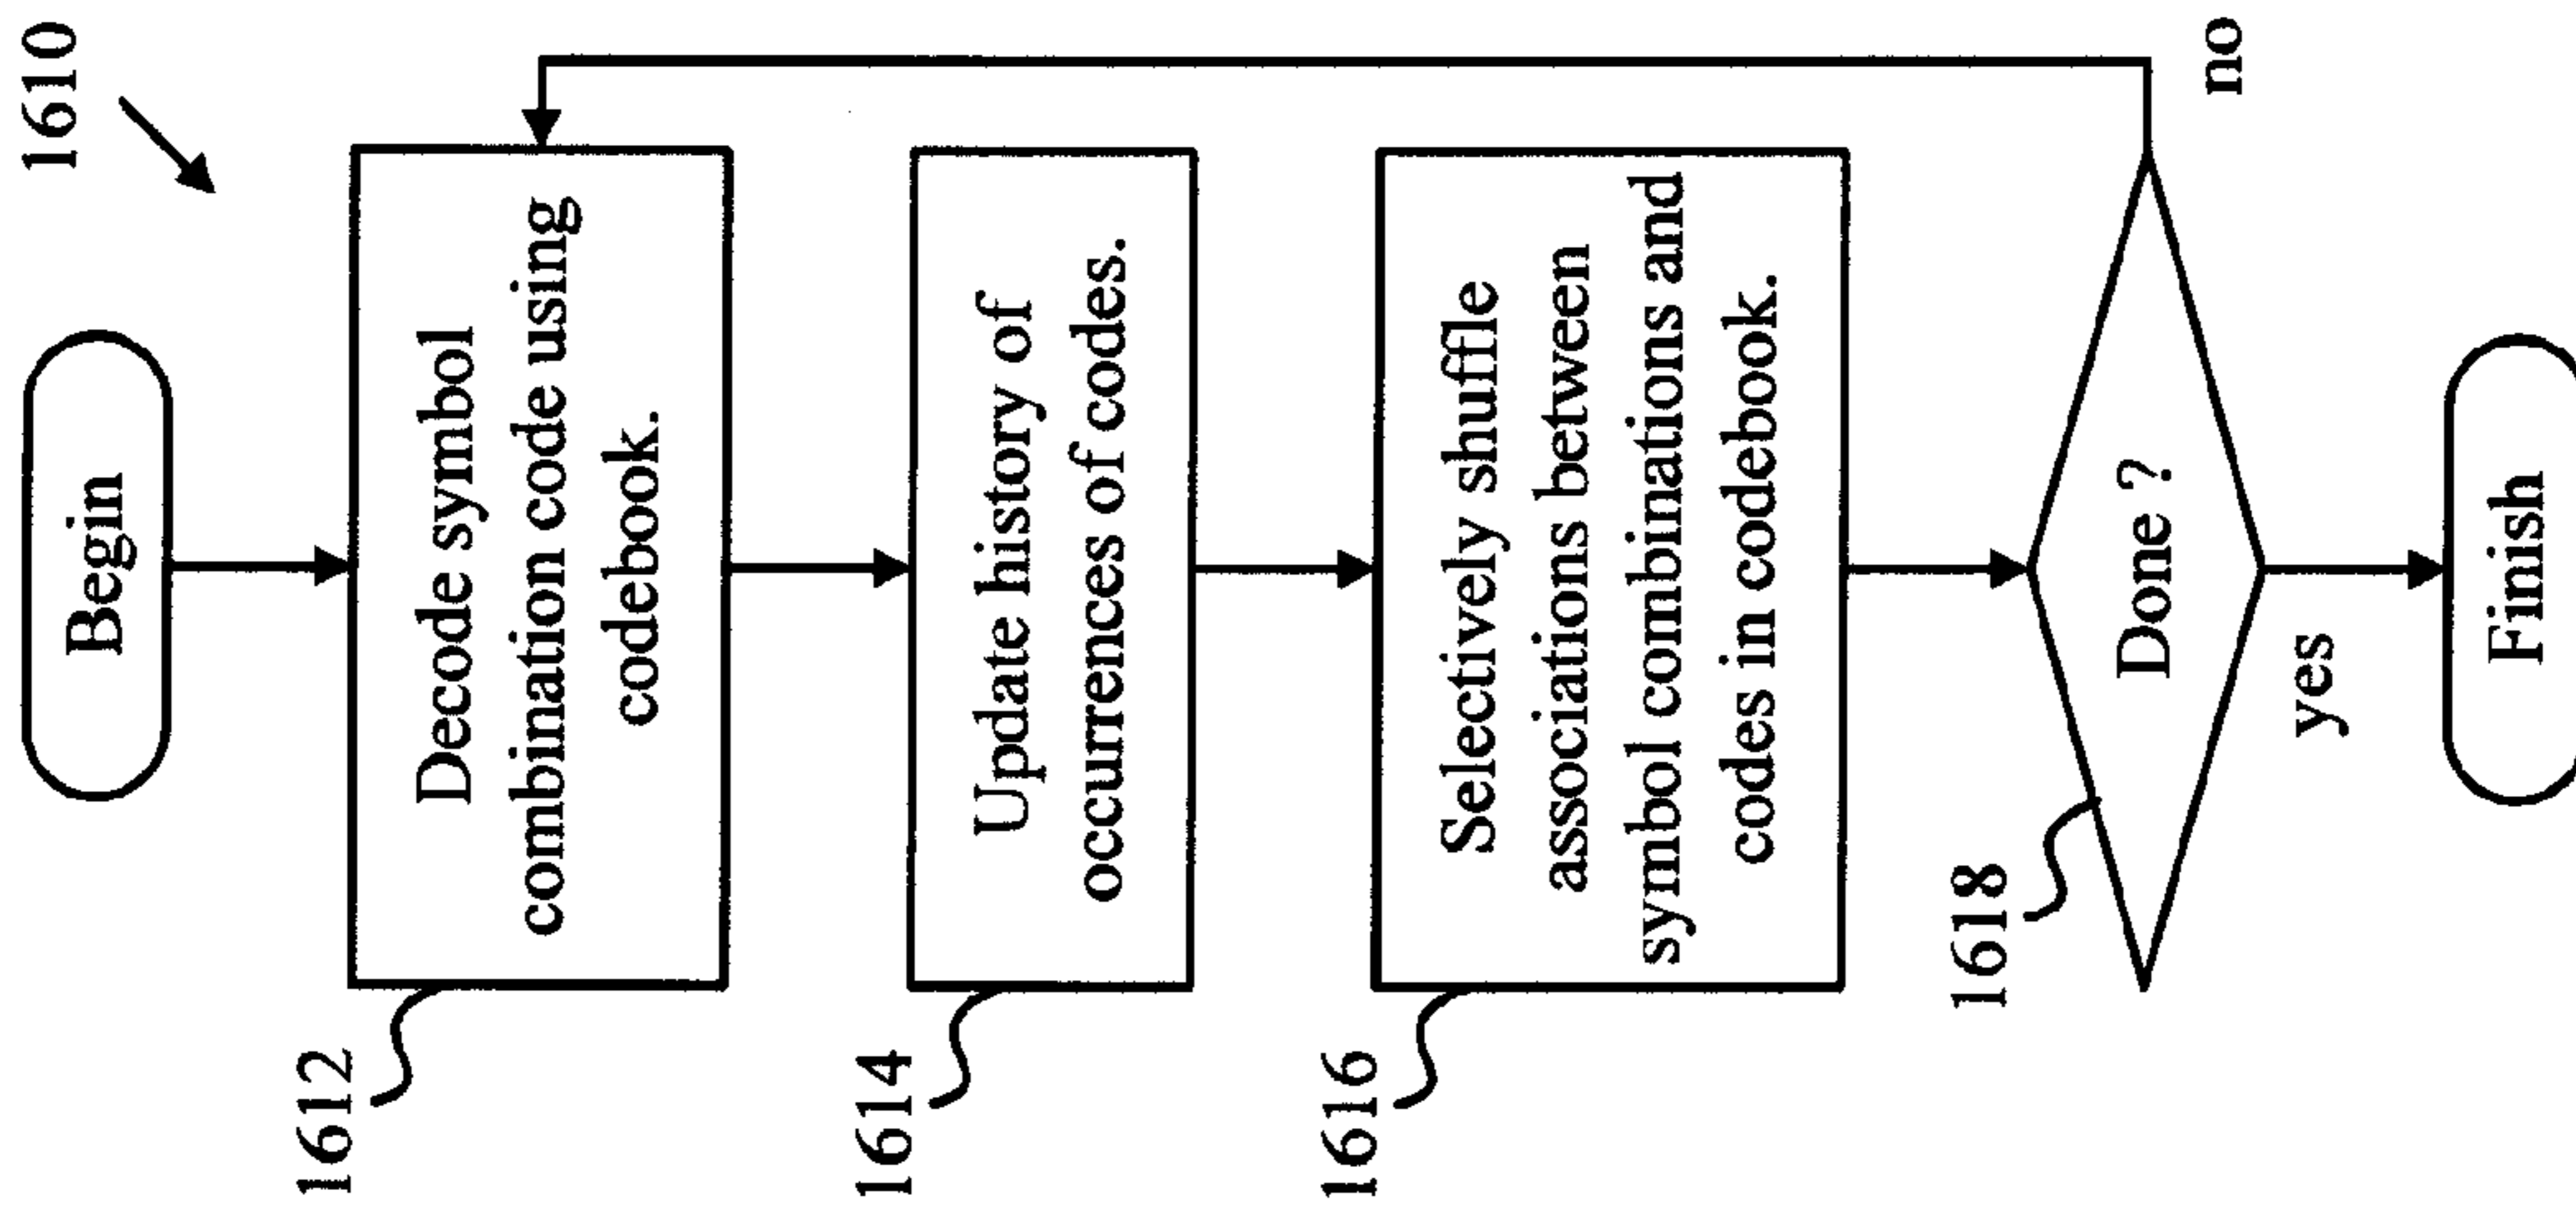 1610
Begin
1612
Decode symbol
combination code using
codebook.
1614
Update history of
occurrences of codes.
1616
Selectively shuffle
associations between
symbol combinations and
codes in codebook.
1618
Done ?
no
yes
Finish